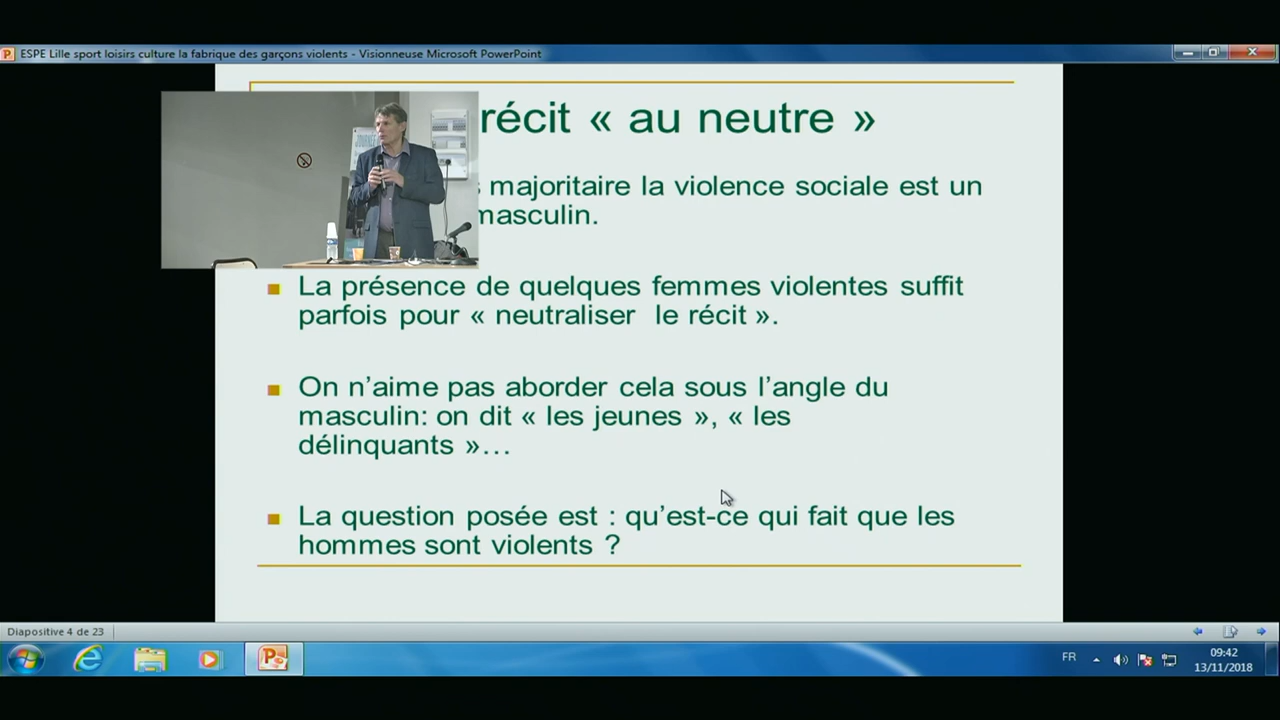 ESPE Lille sport loisirs culture la fabrique des garçons violents - Visionneuse Microsoft PowerPoint
récit « au neutre »
majoritaire la violence sociale est un
masculin.
La présence de quelques femmes violentes suffit
parfois pour « neutraliser le récit ».
On n’aime pas aborder cela sous l’angle du
masculin: on dit « les jeunes », « les
délinquants »…
La question posée est : qu’est-ce qui fait que les
hommes sont violents ?
Diapositive 4 de 23
FR
09:42
13/11/2018